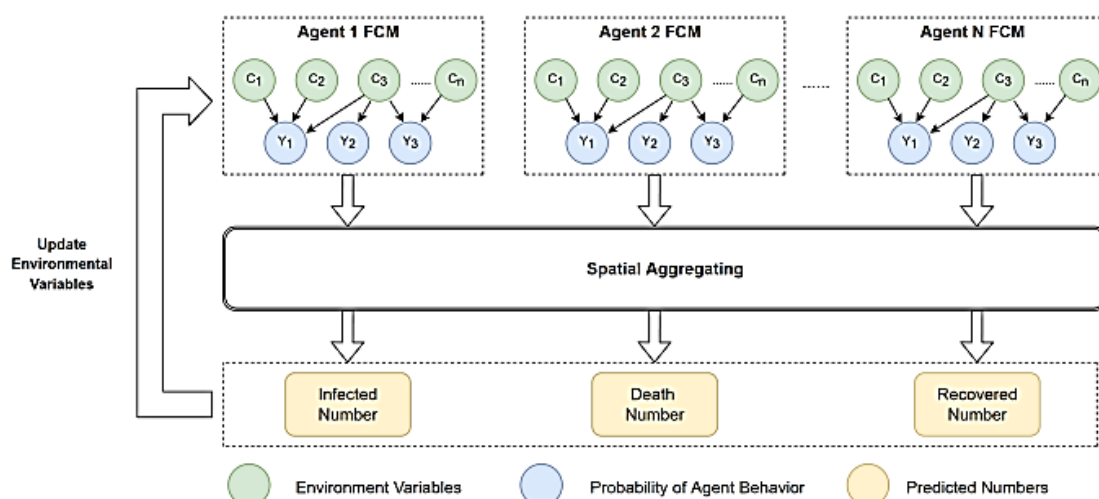 Agent 1 FCM
Agent 2 FCM
Agent N FCM
C1 C2 C3 ...... Cn
C1 C2 C3 ...... Cn
C1 C2 C3 ...... Cn
......
Y1 Y2 Y3
Y1 Y2 Y3
Y1 Y2 Y3
Update
Environmental
Variables
Spatial Aggregating
Infected
Number
Death
Number
Recovered
Number
Environment Variables
Probability of Agent Behavior
Predicted Numbers